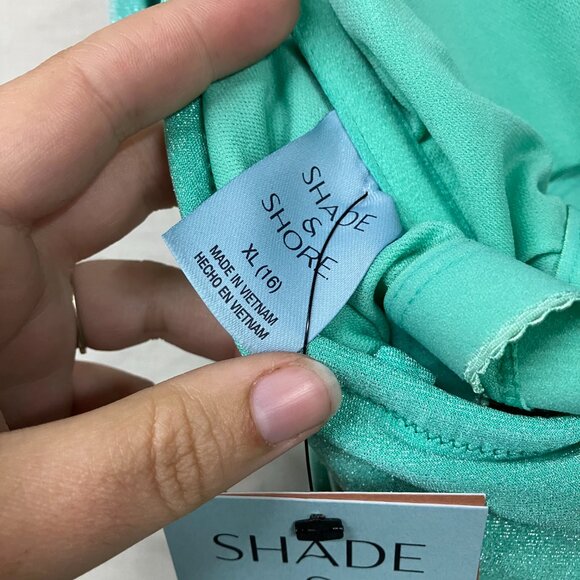 SHADE
&
SHORE
XL (16)
MADE IN VIETNAM
HECHO EN VIETNAM
SHADE
&